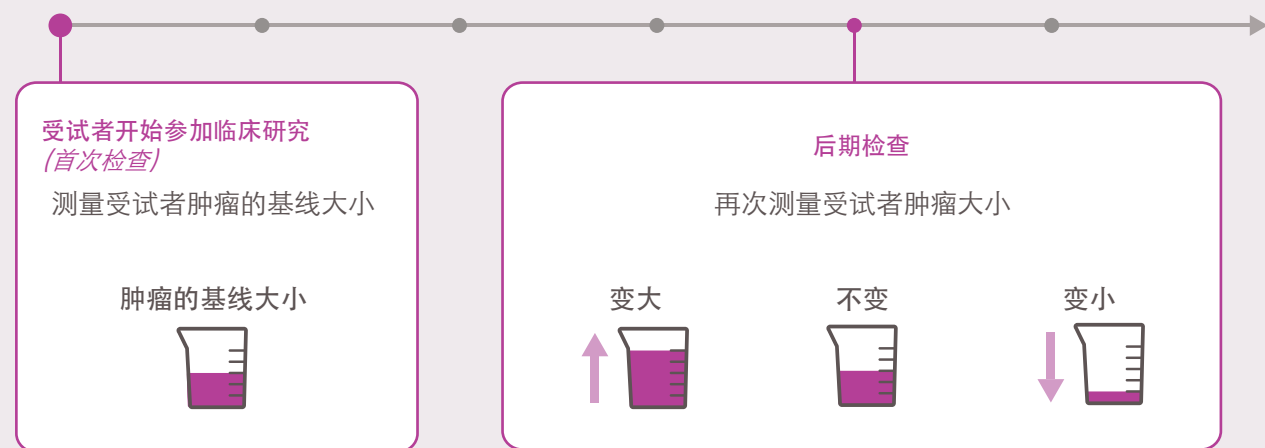 受试者开始参加临床研究
(首次检查)
测量受试者肿瘤的基线大小
肿瘤的基线大小
后期检查
再次测量受试者肿瘤大小
变大
不变
变小